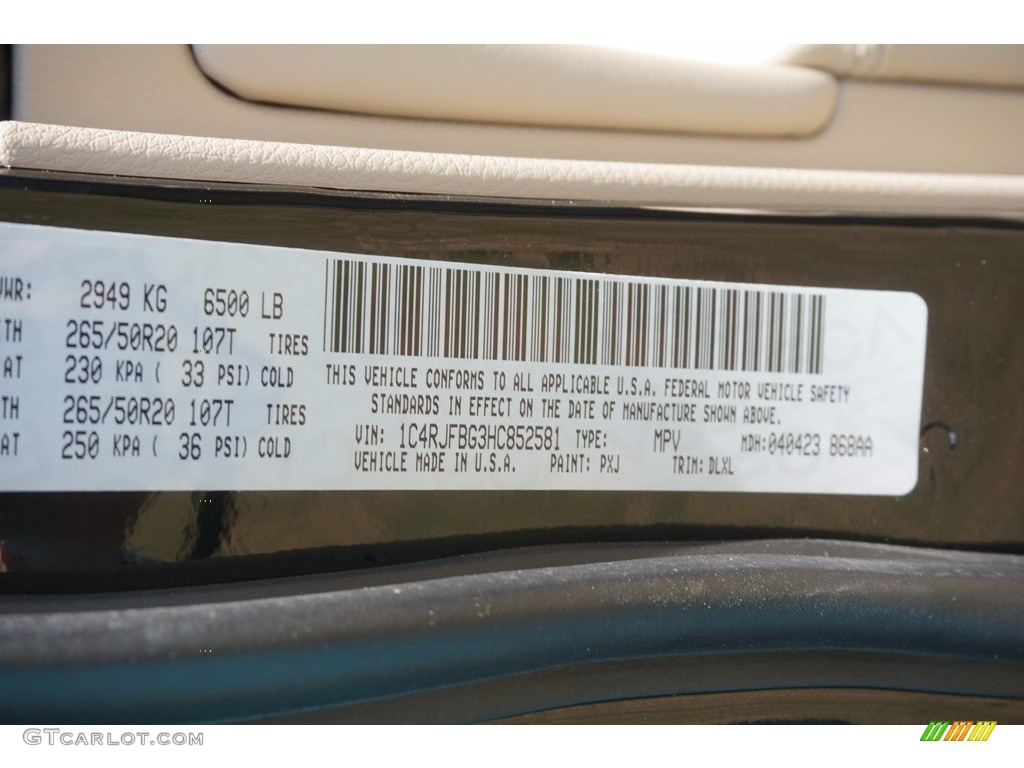 VWR: 2949 KG 6500 LB
TH 265/50R20 107T TIRES
AT 230 KPA ( 33 PSI) COLD
TH 265/50R20 107T TIRES
AT 250 KPA ( 36 PSI) COLD
THIS VEHICLE CONFORMS TO ALL APPLICABLE U.S.A. FEDERAL MOTOR VEHICLE SAFETY
STANDARDS IN EFFECT ON THE DATE OF MANUFACTURE SHOWN ABOVE.
VIN: 1C4RJFBG3HC852581 TYPE: MPV MDH:040423 868AA
VEHICLE MADE IN U.S.A. PAINT: PXJ TRIM: DLXL
GTCarlot.com